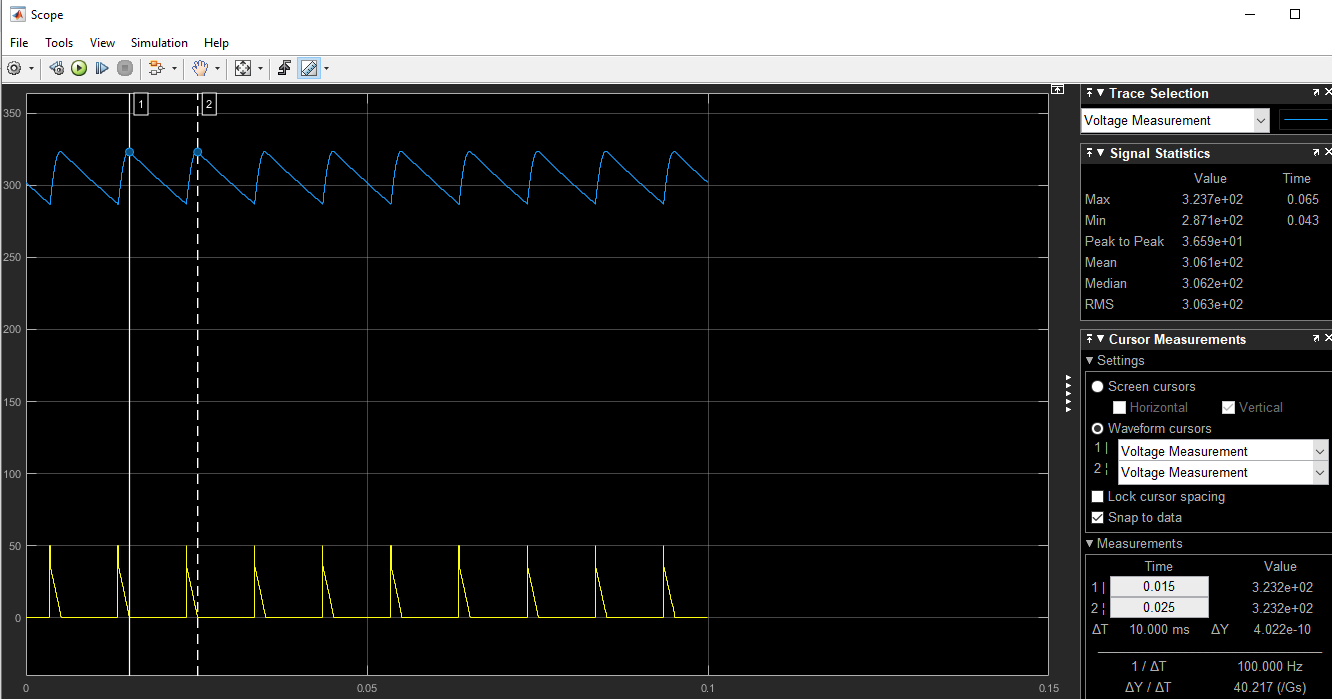 Scope
File Tools View Simulation Help
1 2
350
300
250
200
150
100
50
0
0 0.05 0.1 0.15
Trace Selection
Voltage Measurement
Signal Statistics
Value Time
Max 3.237e+02 0.065
Min 2.871e+02 0.043
Peak to Peak 3.659e+01
Mean 3.061e+02
Median 3.062e+02
RMS 3.063e+02
Cursor Measurements
Settings
Screen cursors
Horizontal Vertical
Waveform cursors
1 | Voltage Measurement
2 ¦ Voltage Measurement
Lock cursor spacing
Snap to data
Measurements
Time Value
1 | 0.015 3.232e+02
2 ¦ 0.025 3.232e+02
ΔT 10.000 ms ΔY 4.022e-10
1 / ΔT 100.000 Hz
ΔY / ΔT 40.217 (/Gs)